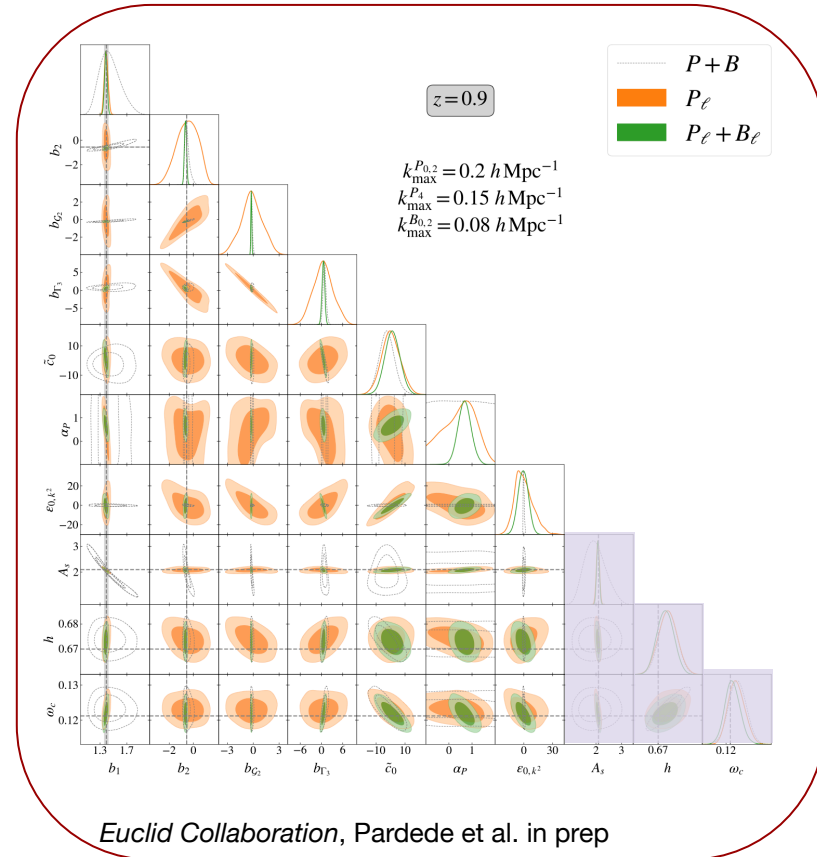 P + B
P_ℓ
P_ℓ + B_ℓ
z = 0.9
k_max^{P_{0,2}} = 0.2 h Mpc^{-1}
k_max^{P_4} = 0.15 h Mpc^{-1}
k_max^{B_{0,2}} = 0.08 h Mpc^{-1}
b_2
0
−2
b_{𝒢_2}
2
0
−2
b_{Γ_3}
5
0
−5
c̃_0
10
0
−10
α_P
1
0
ε_{0,k^2}
20
0
−20
A_s
3
2
h
0.68
0.67
ω_c
0.13
0.12
1.3 1.7 −2 0 −3 0 3 −6 0 6 −10 10 0 1 0 30 2 3 0.67 0.12
b_1 b_2 b_{𝒢_2} b_{Γ_3} c̃_0 α_P ε_{0,k^2} A_s h ω_c
Euclid Collaboration, Pardede et al. in prep